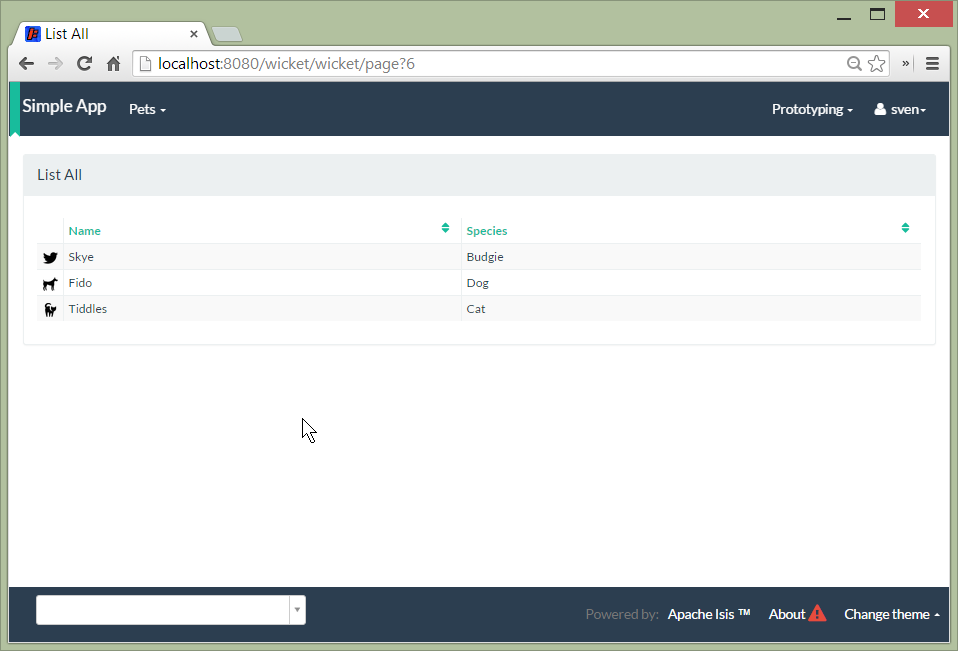 List All
localhost:8080/wicket/wicket/page?6
Simple App Pets Prototyping sven
List All
Name Species
Skye Budgie
Fido Dog
Tiddles Cat
Powered by: Apache Isis ™ About Change theme